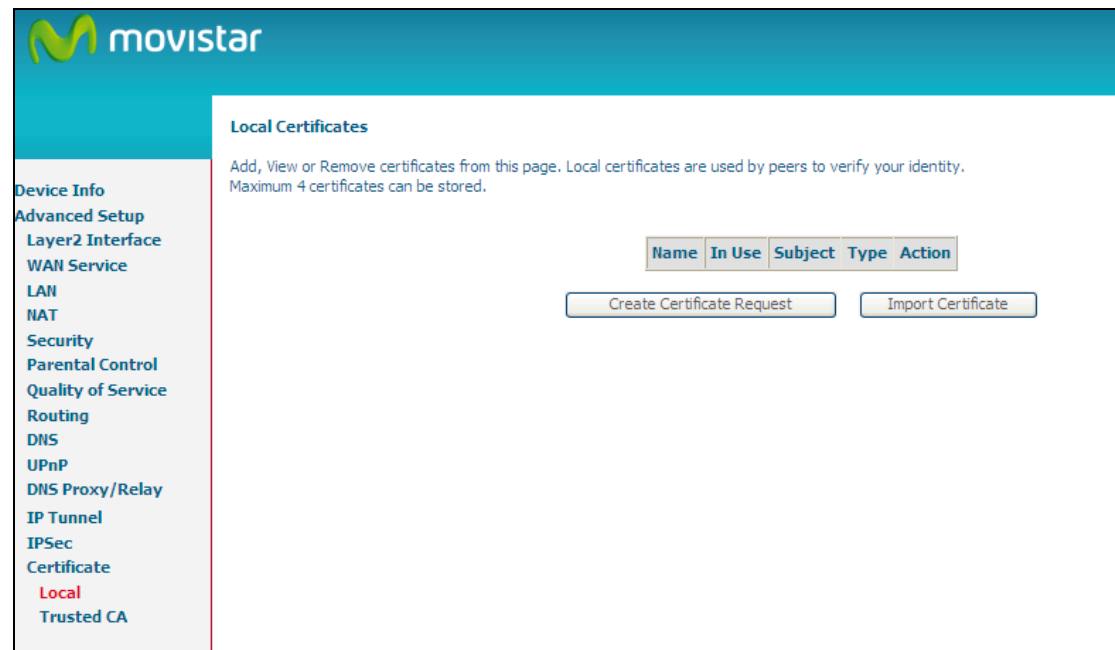 movistar
Local Certificates
Add, View or Remove certificates from this page. Local certificates are used by peers to verify your identity.
Maximum 4 certificates can be stored.
Name In Use Subject Type Action
Create Certificate Request Import Certificate
Device Info
Advanced Setup
Layer2 Interface
WAN Service
LAN
NAT
Security
Parental Control
Quality of Service
Routing
DNS
UPnP
DNS Proxy/Relay
IP Tunnel
IPSec
Certificate
Local
Trusted CA